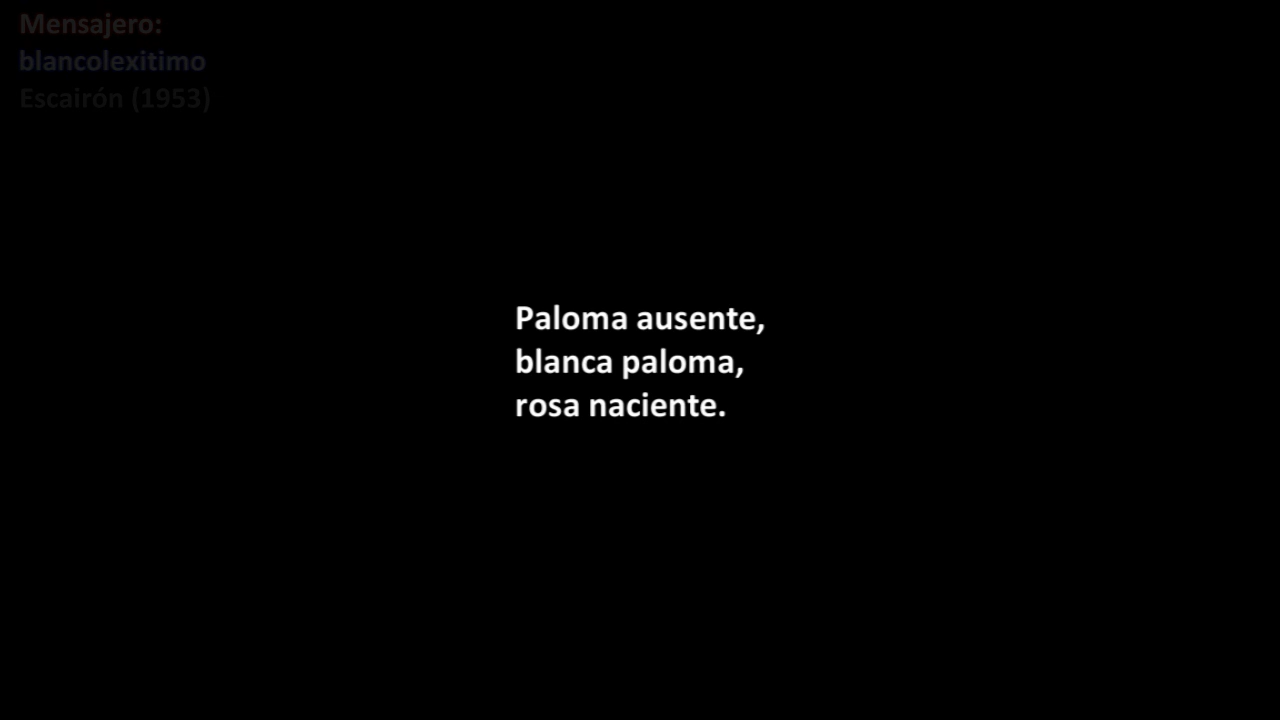 Mensajero:
blancolexitimo
Escairón (1953)
Paloma ausente,
blanca paloma,
rosa naciente.